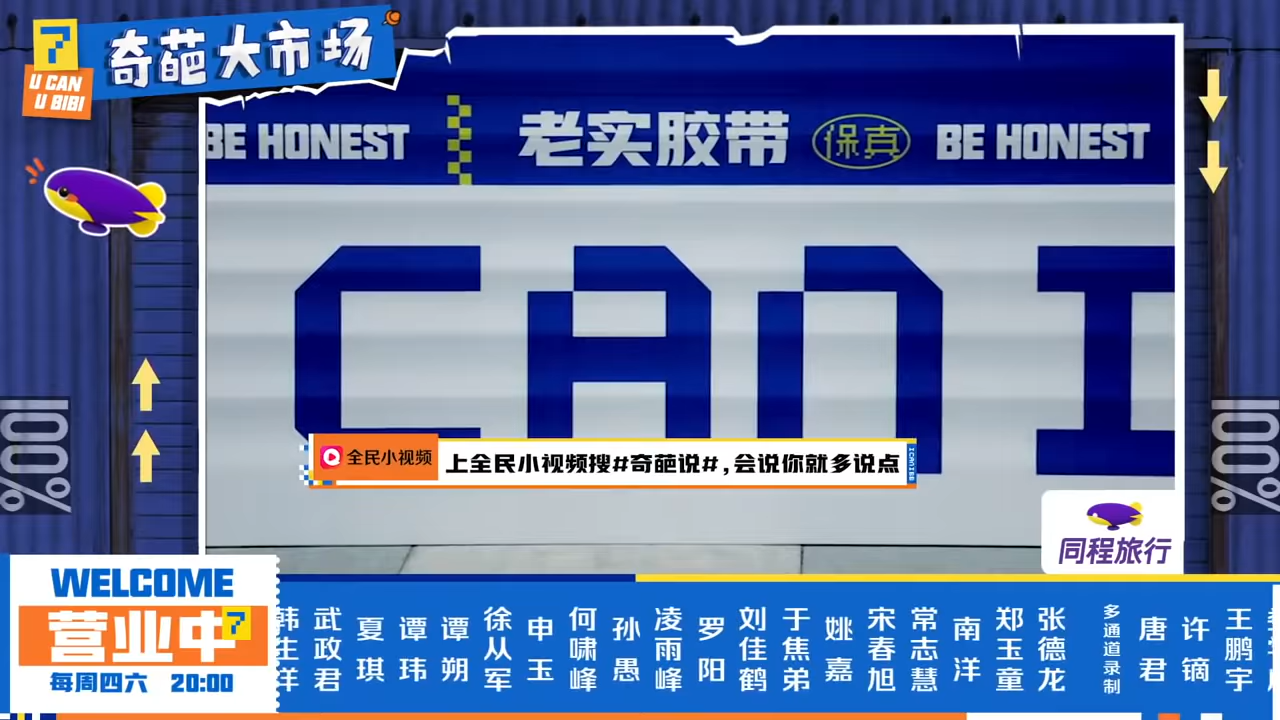 7
U CAN
U BIBI
奇葩大市场
BE HONEST
老实胶带
保真
BE HONEST
CAN I
100%
100%
全民小视频
上全民小视频搜#奇葩说#,会说你就多说点
ICANIBB
同程旅行
WELCOME
营业中7
每周四六 20:00
韩生洋
武政君
夏琪
谭玮
谭朔
徐从军
申玉
何啸峰
孙愚
凌雨峰
罗阳
刘佳鹤
于焦弟
姚嘉
宋春旭
常志慧
南洋
郑玉童
张德龙
多通道录制
唐君
许镝
王鹏宇